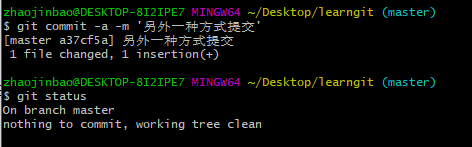 zhaojinbao@DESKTOP-8I2IPE7 MINGW64 ~/Desktop/learngit (master)
$ git commit -a -m '另外一种方式提交'
[master a37cf5a] 另外一种方式提交
 1 file changed, 1 insertion(+)
zhaojinbao@DESKTOP-8I2IPE7 MINGW64 ~/Desktop/learngit (master)
$ git status
On branch master
nothing to commit, working tree clean